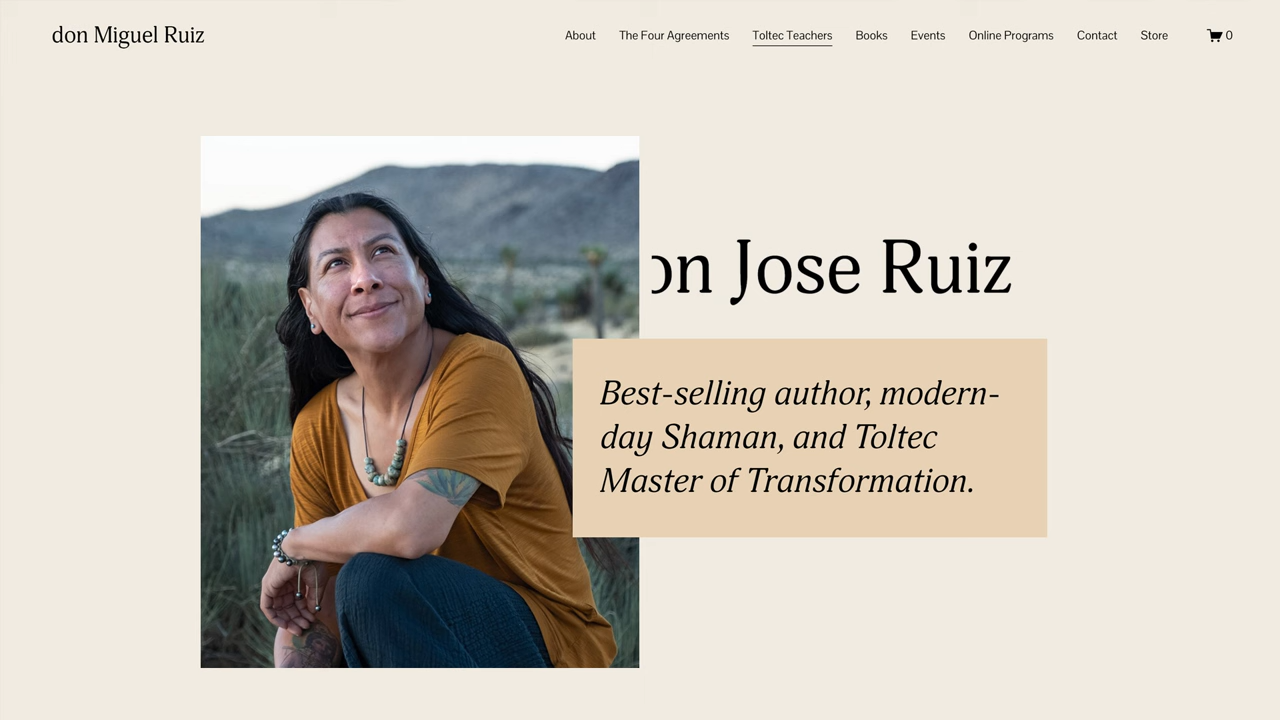 don Miguel Ruiz
About
The Four Agreements
Toltec Teachers
Books
Events
Online Programs
Contact
Store
0
on Jose Ruiz
Best-selling author, modern-
day Shaman, and Toltec
Master of Transformation.